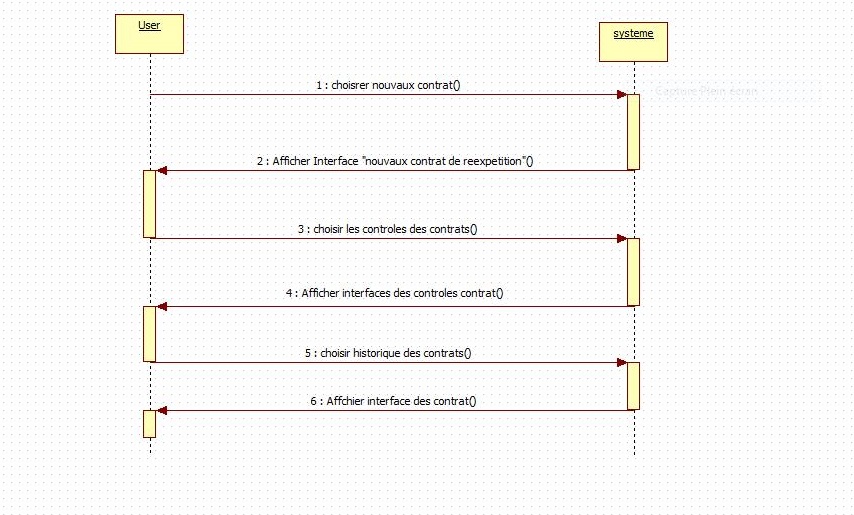 User
systeme
1 : choisrer nouvaux contrat()
Capture Plein écran
2 : Afficher Interface "nouvaux contrat de reexpetition"()
3 : choisir les controles des contrats()
4 : Afficher interfaces des controles contrat()
5 : choisir historique des contrats()
6 : Affchier interface des contrat()